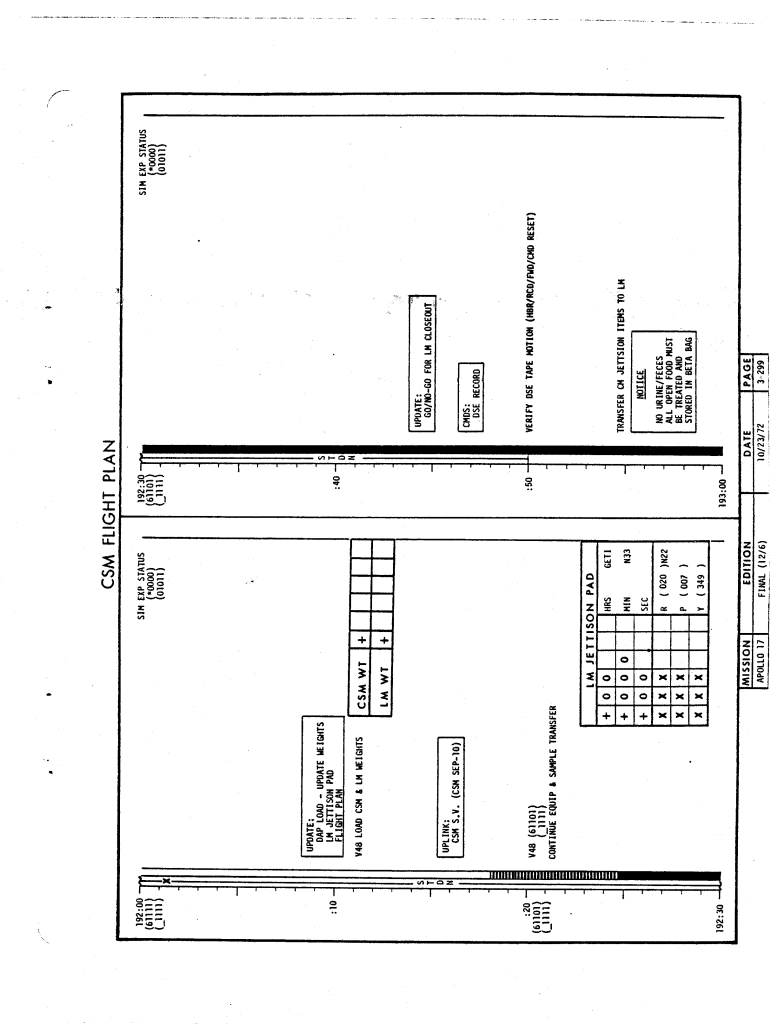 CSM FLIGHT PLAN
192:00
(61111)
(_1111)
SIM EXP STATUS
(*0000)
(01011)
X
UPDATE:
DAP LOAD - UPDATE WEIGHTS
LM JETTISON PAD
FLIGHT PLAN
:10
V48 LOAD CSM & LM WEIGHTS
CSM WT +
LM WT +
S T D N
UPLINK:
CSM S.V. (CSM SEP-10)
:20
(61101)
(_1111)
V48 (61101)
(_1111)
CONTINUE EQUIP & SAMPLE TRANSFER
LM JETTISON PAD
+ 0 0 HRS GETI
+ 0 0 0 MIN N33
+ 0 0 SEC
X X X R (020 )N22
X X X P (007 )
X X X Y (349 )
192:30
192:30
(61101)
(_1111)
SIM EXP STATUS
(*0000)
(01011)
S T D N
:40
UPDATE:
GO/NO-GO FOR LM CLOSEOUT
CMDS:
DSE RECORD
:50
VERIFY DSE TAPE MOTION (HBR/RCD/FWD/CMD RESET)
TRANSFER CM JETTSION ITEMS TO LM
NOTICE
NO URINE/FECES
ALL OPEN FOOD MUST
BE TREATED AND
STORED IN BETA BAG
193:00
MISSION EDITION DATE PAGE
APOLLO 17 FINAL (12/6) 10/23/72 3-299